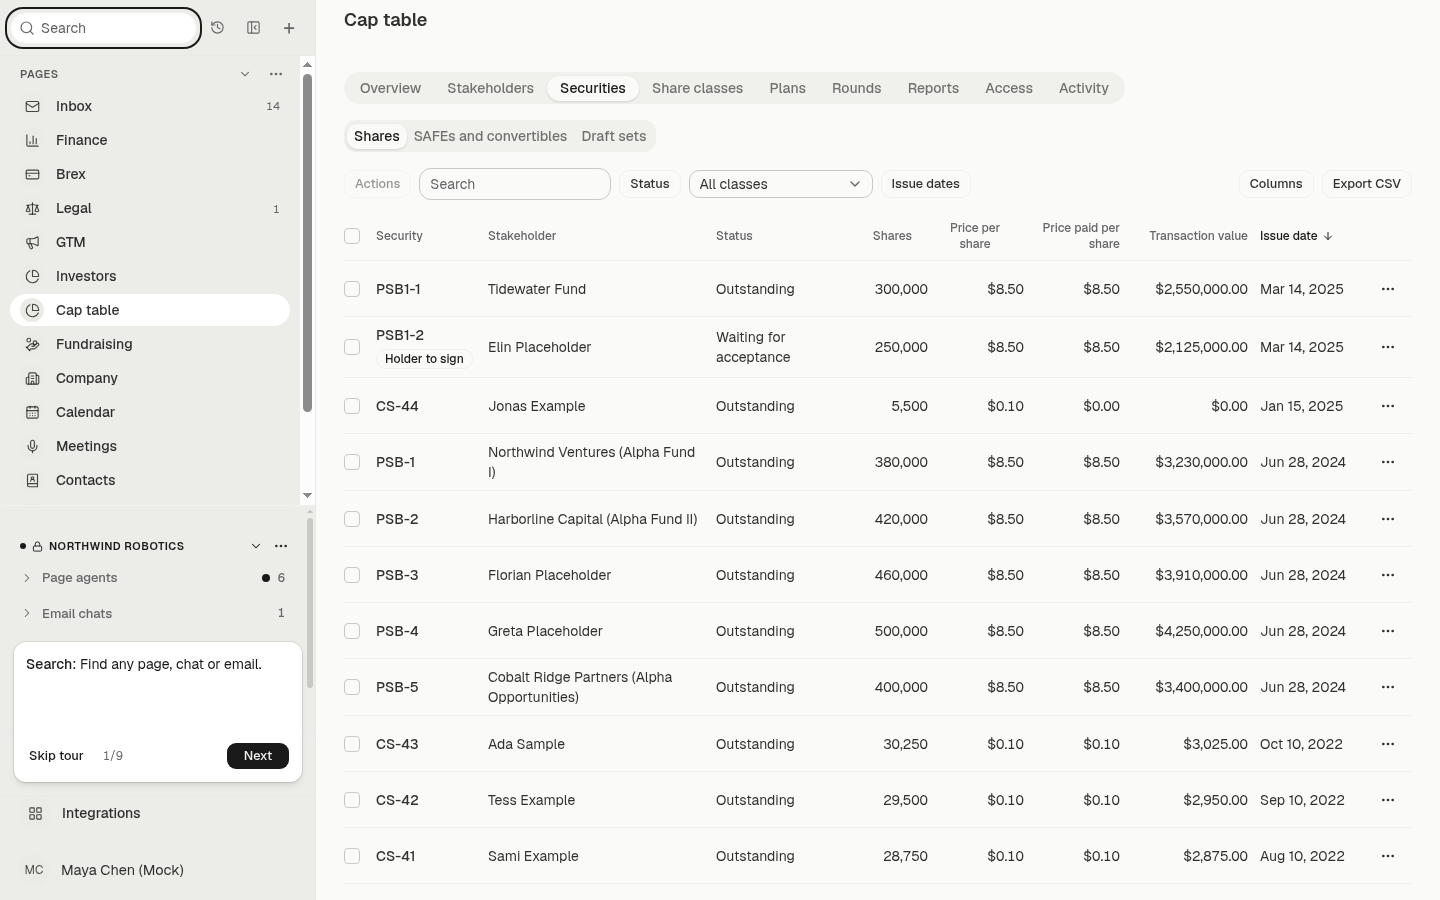 Search
PAGES
Inbox 14
Finance
Brex
Legal 1
GTM
Investors
Cap table
Fundraising
Company
Calendar
Meetings
Contacts
NORTHWIND ROBOTICS
Page agents 6
Email chats 1
Search: Find any page, chat or email.
Skip tour 1/9 Next
Integrations
MC Maya Chen (Mock)
Cap table
Overview Stakeholders Securities Share classes Plans Rounds Reports Access Activity
Shares SAFEs and convertibles Draft sets
Actions Search Status All classes Issue dates Columns Export CSV
Security Stakeholder Status Shares Price per share Price paid per share Transaction value Issue date
PSB1-1 Tidewater Fund Outstanding 300,000 $8.50 $8.50 $2,550,000.00 Mar 14, 2025
PSB1-2 Holder to sign Elin Placeholder Waiting for acceptance 250,000 $8.50 $8.50 $2,125,000.00 Mar 14, 2025
CS-44 Jonas Example Outstanding 5,500 $0.10 $0.00 $0.00 Jan 15, 2025
PSB-1 Northwind Ventures (Alpha Fund I) Outstanding 380,000 $8.50 $8.50 $3,230,000.00 Jun 28, 2024
PSB-2 Harborline Capital (Alpha Fund II) Outstanding 420,000 $8.50 $8.50 $3,570,000.00 Jun 28, 2024
PSB-3 Florian Placeholder Outstanding 460,000 $8.50 $8.50 $3,910,000.00 Jun 28, 2024
PSB-4 Greta Placeholder Outstanding 500,000 $8.50 $8.50 $4,250,000.00 Jun 28, 2024
PSB-5 Cobalt Ridge Partners (Alpha Opportunities) Outstanding 400,000 $8.50 $8.50 $3,400,000.00 Jun 28, 2024
CS-43 Ada Sample Outstanding 30,250 $0.10 $0.10 $3,025.00 Oct 10, 2022
CS-42 Tess Example Outstanding 29,500 $0.10 $0.10 $2,950.00 Sep 10, 2022
CS-41 Sami Example Outstanding 28,750 $0.10 $0.10 $2,875.00 Aug 10, 2022